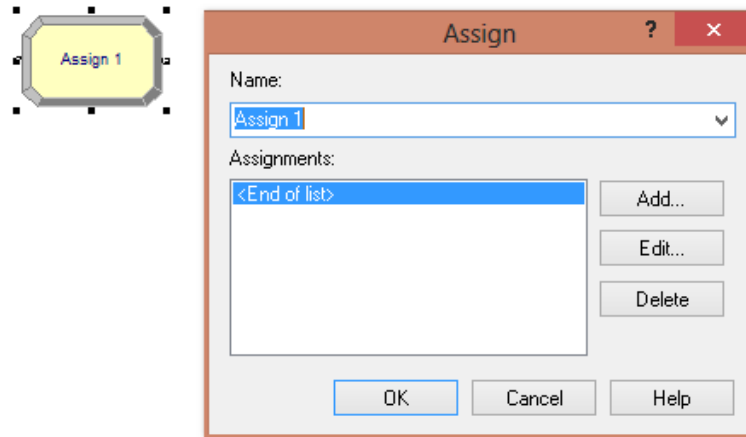 Assign 1
Assign ? ×
Name:
Assign 1
Assignments:
<End of list>
Add...
Edit...
Delete
OK Cancel Help